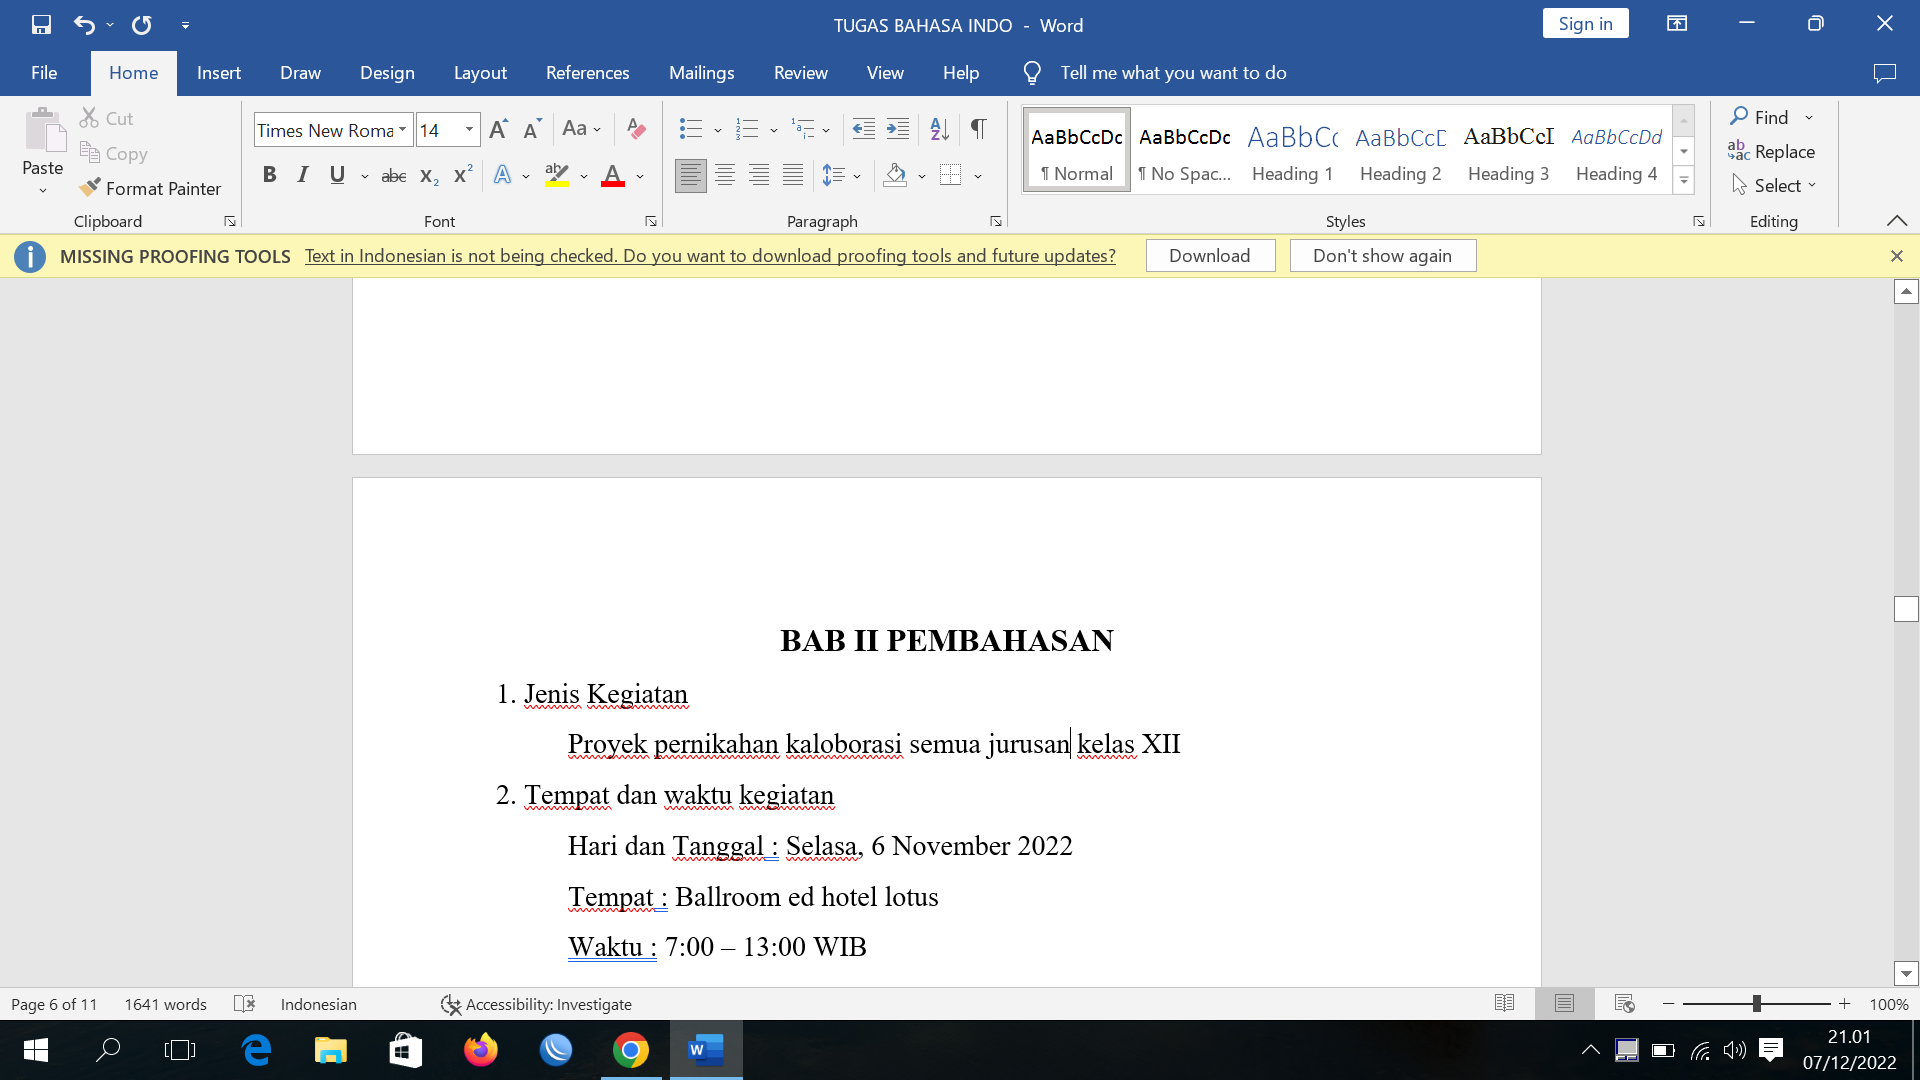 TUGAS BAHASA INDO - Word
Sign in
File Home Insert Draw Design Layout References Mailings Review View Help Tell me what you want to do
Paste
Cut
Copy
Format Painter
Clipboard
Times New Roma 14
Font
Paragraph
AaBbCcDc AaBbCcDc AaBbCc AaBbCcE AaBbCcI AaBbCcDd
¶ Normal ¶ No Spac... Heading 1 Heading 2 Heading 3 Heading 4
Styles
Find
Replace
Select
Editing
MISSING PROOFING TOOLS Text in Indonesian is not being checked. Do you want to download proofing tools and future updates? Download Don't show again
BAB II PEMBAHASAN
1. Jenis Kegiatan
Proyek pernikahan kaloborasi semua jurusan kelas XII
2. Tempat dan waktu kegiatan
Hari dan Tanggal : Selasa, 6 November 2022
Tempat : Ballroom ed hotel lotus
Waktu : 7:00 – 13:00 WIB
Page 6 of 11 1641 words Indonesian Accessibility: Investigate 100%
21.01
07/12/2022